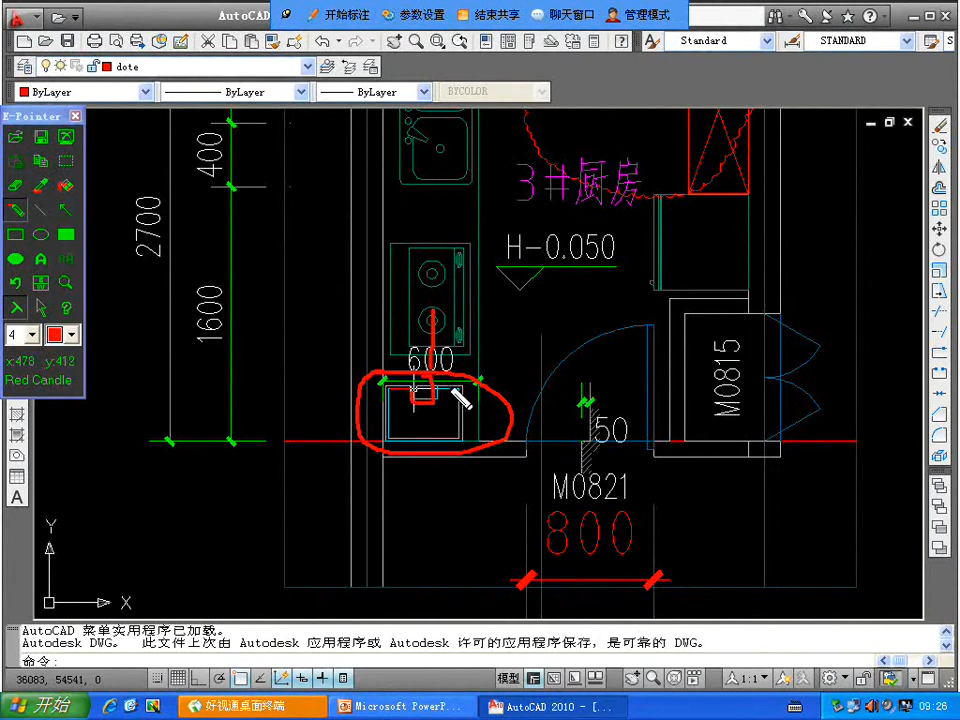 AutoCAD
开始标注
参数设置
结束共享
聊天窗口
管理模式
Standard
STANDARD
S
dote
ByLayer
ByLayer
ByLayer
BYCOLOR
E-Pointer
4
x:478 y:412
Red Candle
400
2700
1600
3#厨房
H-0.050
600
M0815
50
M0821
800
Y
X
AutoCAD 菜单实用程序已加载。
Autodesk DWG。 此文件上次由 Autodesk 应用程序或 Autodesk 许可的应用程序保存，是可靠的 DWG。
命令:
36083, 54541, 0
模型
1:1
开始
好视通桌面终端
Microsoft PowerP...
AutoCAD 2010 - [...
09:26